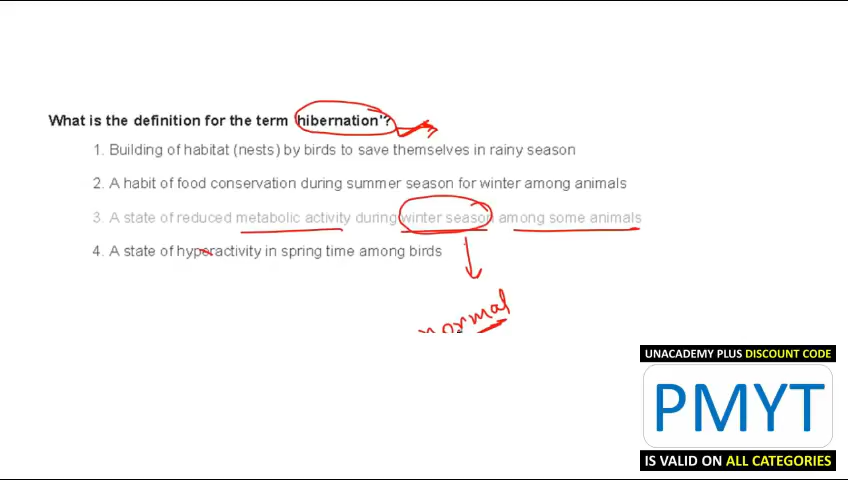 What is the definition for the term 'hibernation'?
1. Building of habitat (nests) by birds to save themselves in rainy season
2. A habit of food conservation during summer season for winter among animals
3. A state of reduced metabolic activity during winter season among some animals
4. A state of hyperactivity in spring time among birds
normal
UNACADEMY PLUS DISCOUNT CODE
PMYT
IS VALID ON ALL CATEGORIES